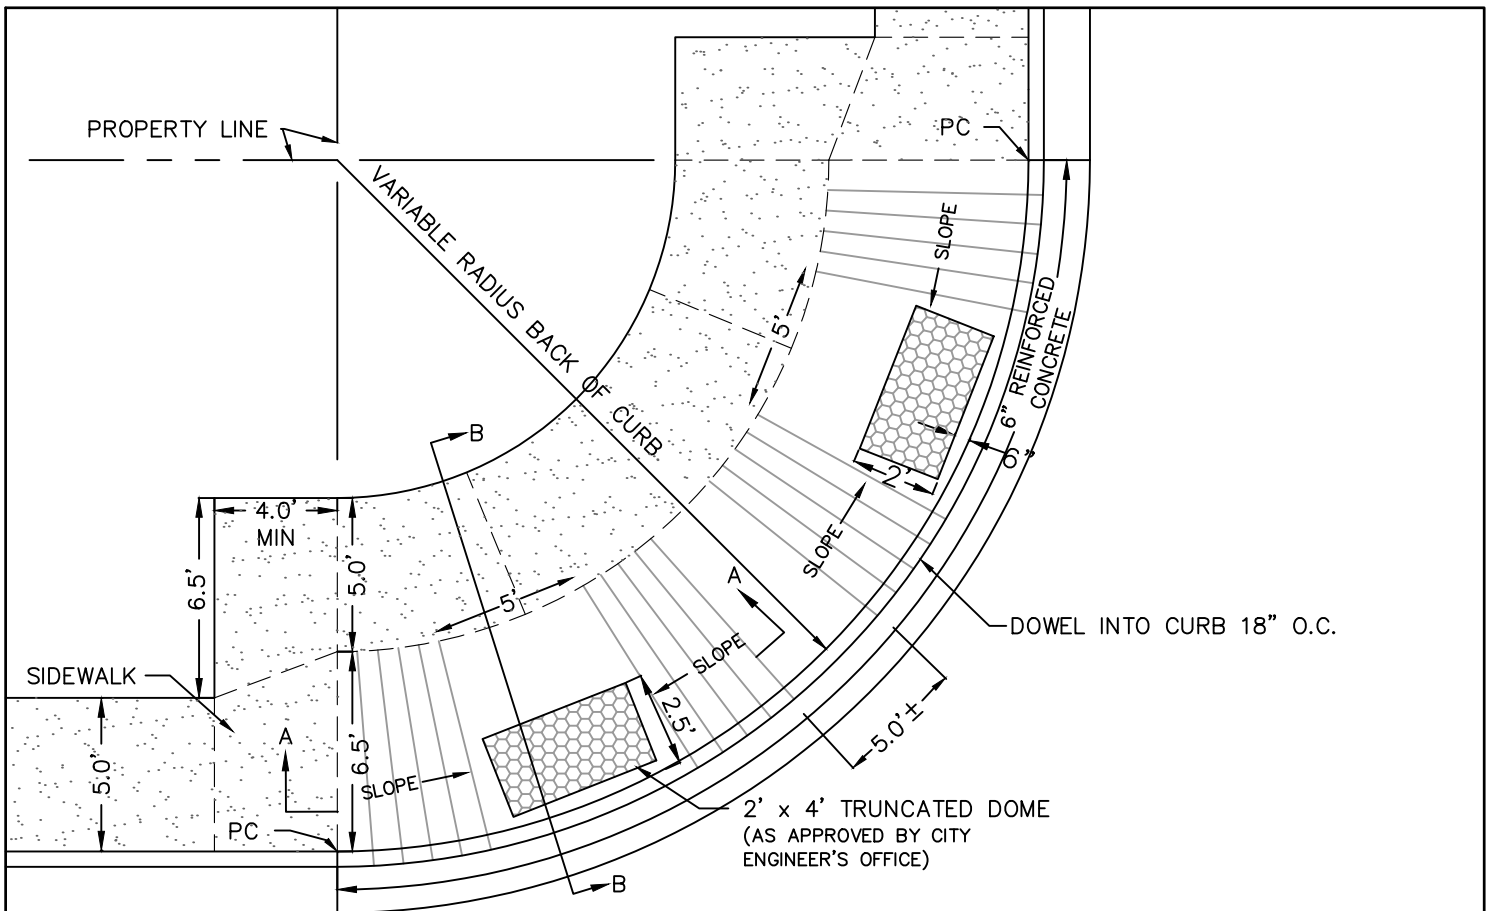 PROPERTY LINE
PC
VARIABLE RADIUS BACK OF CURB
SLOPE
5'
6" REINFORCED
CONCRETE
6"
2'
B
4.0'
MIN
5.0'
6.5'
SLOPE
A
5'
DOWEL INTO CURB 18" O.C.
SLOPE
SIDEWALK
2.5'
5.0'±
A
6.5'
5.0'
SLOPE
PC
2' x 4' TRUNCATED DOME
(AS APPROVED BY CITY
ENGINEER'S OFFICE)
B